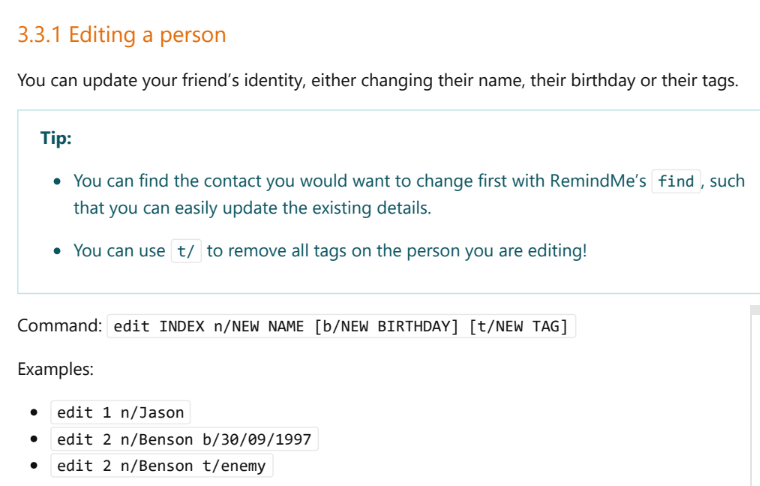 3.3.1 Editing a person
You can update your friend's identity, either changing their name, their birthday or their tags.
Tip:
• You can find the contact you would want to change first with RemindMe's find, such
that you can easily update the existing details.
• You can use t/ to remove all tags on the person you are editing!
Command: edit INDEX n/NEW NAME [b/NEW BIRTHDAY] [t/NEW TAG]
Examples:
• edit 1 n/Jason
• edit 2 n/Benson b/30/09/1997
• edit 2 n/Benson t/enemy